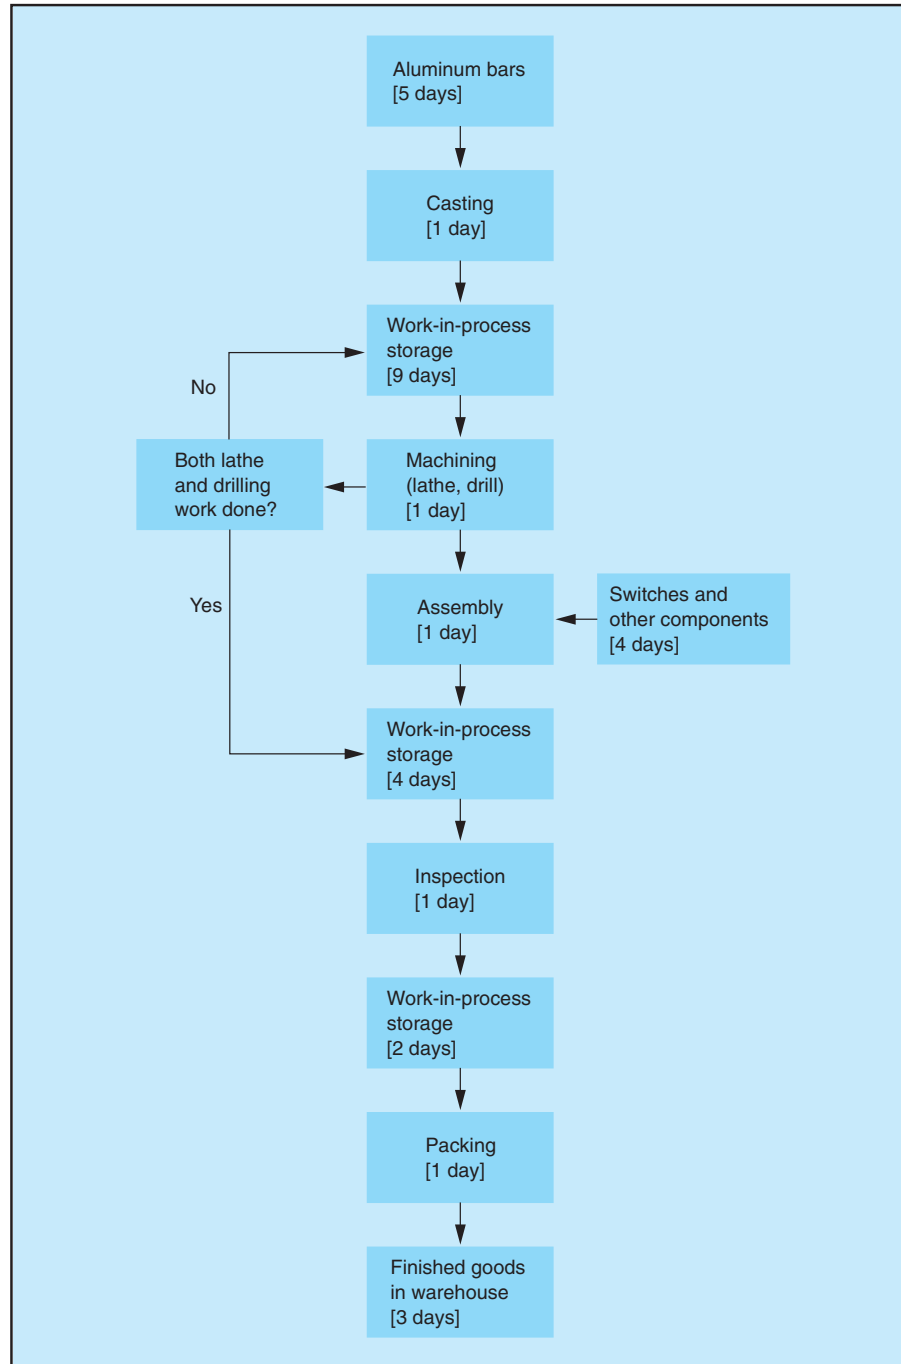 Aluminum bars
[5 days]
Casting
[1 day]
Work-in-process
storage
[9 days]
No
Both lathe
and drilling
work done?
Machining
(lathe, drill)
[1 day]
Yes
Assembly
[1 day]
Switches and
other components
[4 days]
Work-in-process
storage
[4 days]
Inspection
[1 day]
Work-in-process
storage
[2 days]
Packing
[1 day]
Finished goods
in warehouse
[3 days]